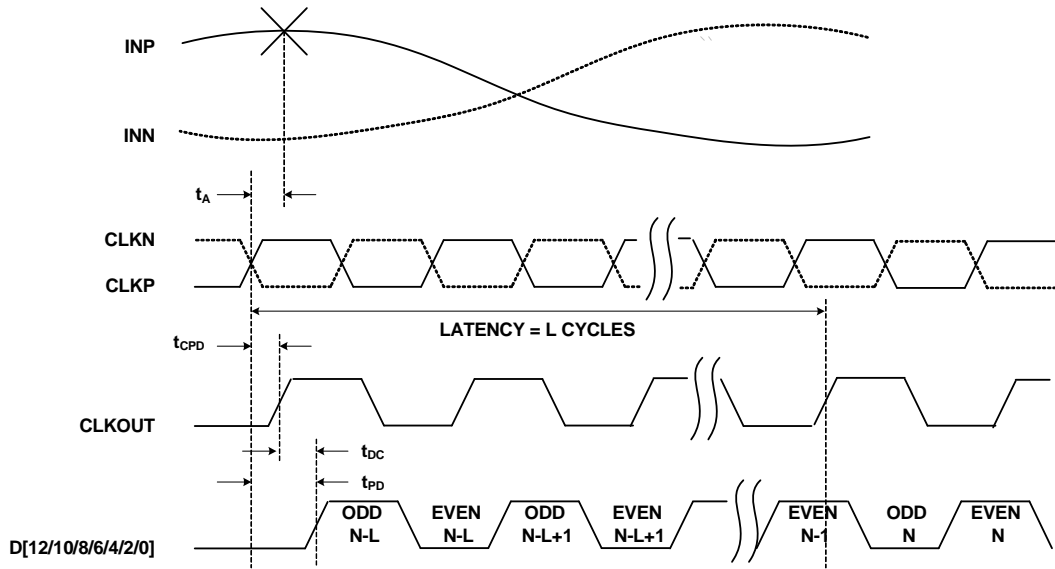 INP
INN
tA
CLKN
CLKP
LATENCY = L CYCLES
tCPD
CLKOUT
tDC
tPD
ODD EVEN ODD EVEN EVEN ODD EVEN
N-L N-L N-L+1 N-L+1 N-1 N N
D[12/10/8/6/4/2/0]